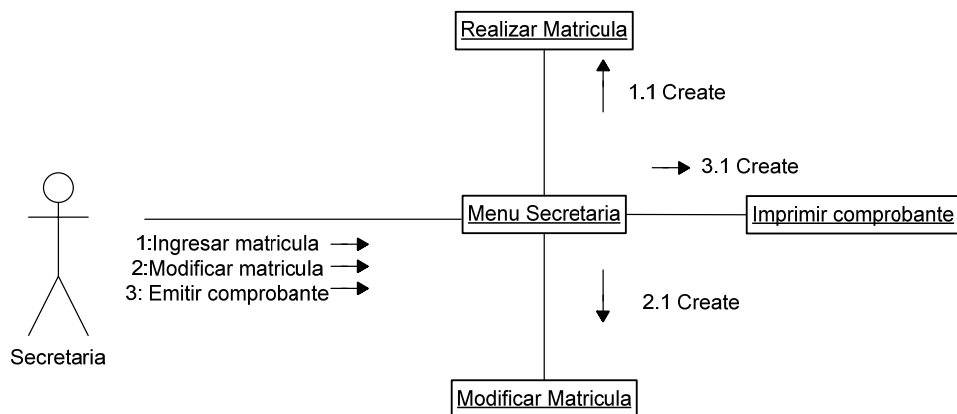 Realizar Matricula
1.1 Create
3.1 Create
Menu Secretaria
Imprimir comprobante
1:Ingresar matricula
2:Modificar matricula
3: Emitir comprobante
2.1 Create
Secretaria
Modificar Matricula